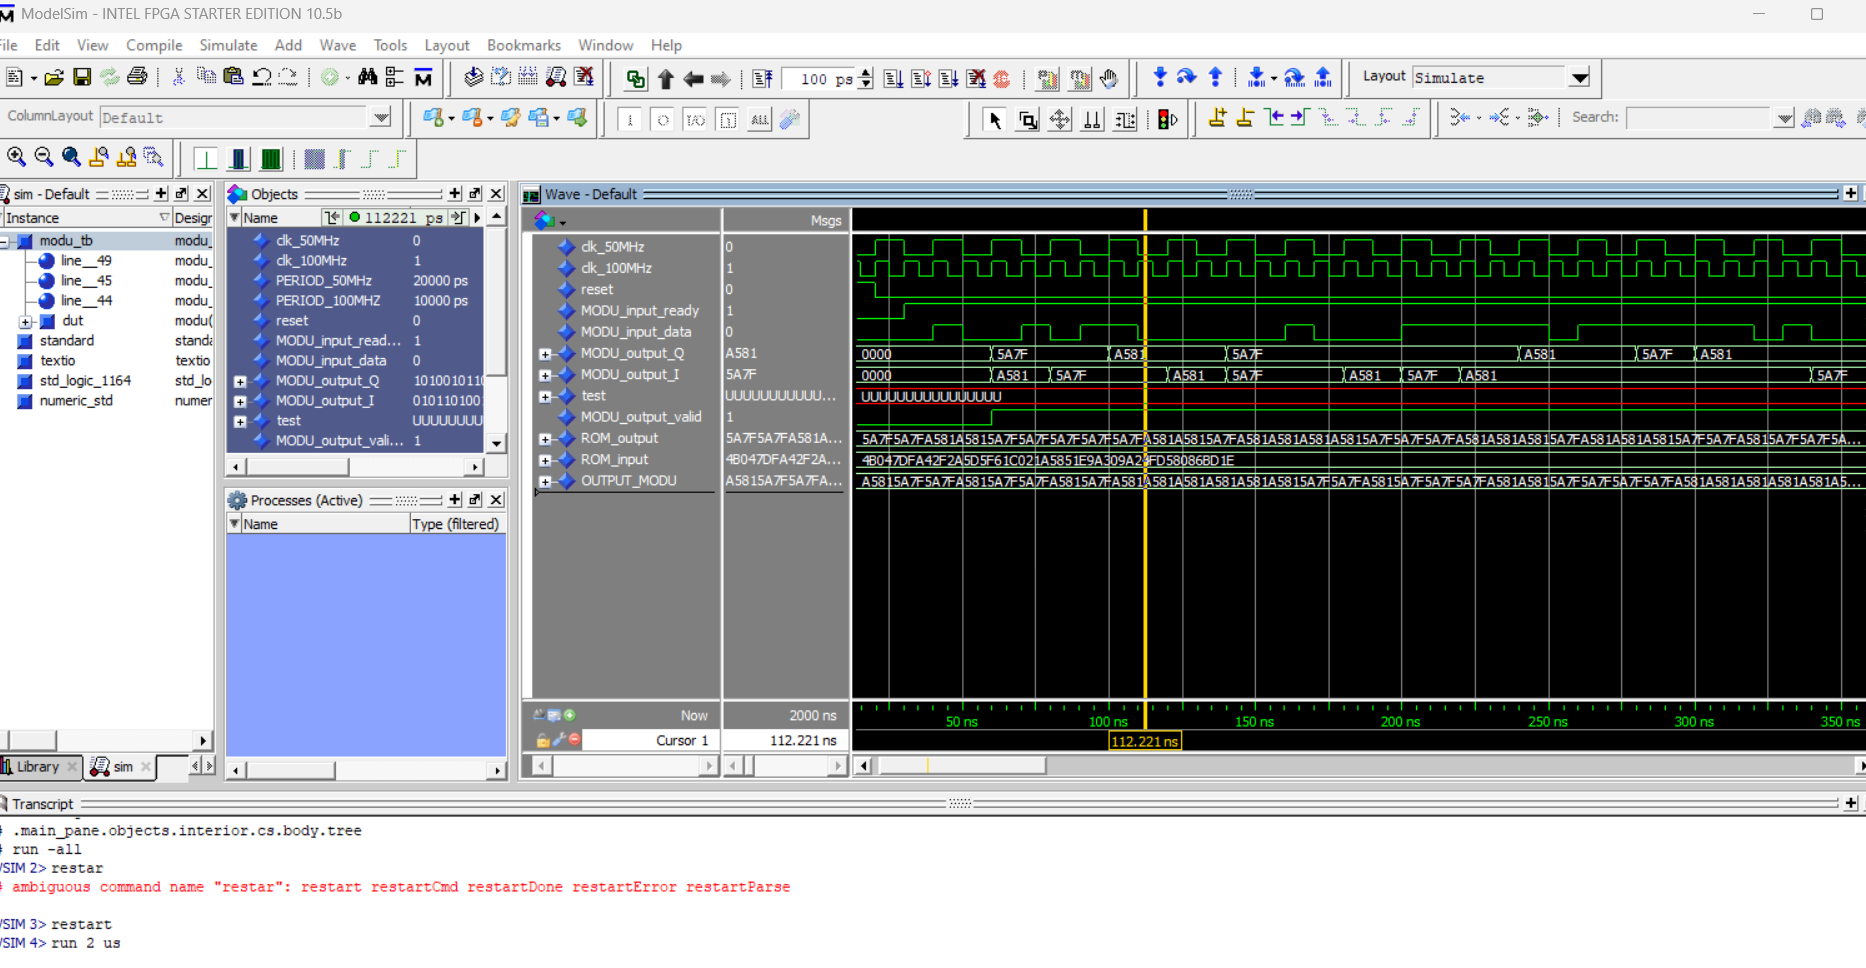 ModelSim - INTEL FPGA STARTER EDITION 10.5b
File Edit View Compile Simulate Add Wave Tools Layout Bookmarks Window Help
100 ps Layout Simulate
ColumnLayout Default
Search:
sim - Default
Instance Design
modu_tb modu_
line__49 modu_
line__45 modu_
line__44 modu_
dut modu(
standard standa
textio textio
std_logic_1164 std_lo
numeric_std numer
Library sim
Objects
Name 112221 ps
clk_50MHz 0
clk_100MHz 1
PERIOD_50MHz 20000 ps
PERIOD_100MHZ 10000 ps
reset 0
MODU_input_read... 1
MODU_input_data 0
MODU_output_Q 1010010110
MODU_output_I 0101101001
test UUUUUUUU
MODU_output_vali... 1
Processes (Active)
Name Type (filtered)
Wave - Default
Msgs
clk_50MHz 0
clk_100MHz 1
reset 0
MODU_input_ready 1
MODU_input_data 0
MODU_output_Q A581 0000 5A7F A581 5A7F A581 5A7F A581
MODU_output_I 5A7F 0000 A581 5A7F A581 5A7F A581 5A7F A581 5A7F
test UUUUUUUUUUU... UUUUUUUUUUUUUUUU
MODU_output_valid 1
ROM_output 5A7F5A7FA581A...
ROM_input 4B047DFA42F2A...
OUTPUT_MODU A5815A7F5A7FA...
Now 2000 ns 50 ns 100 ns 150 ns 200 ns 250 ns 300 ns 350 ns
Cursor 1 112.221 ns 112.221 ns
Transcript
# .main_pane.objects.interior.cs.body.tree
# run -all
VSIM 2> restar
# ambiguous command name "restar": restart restartCmd restartDone restartError restartParse
VSIM 3> restart
VSIM 4> run 2 us